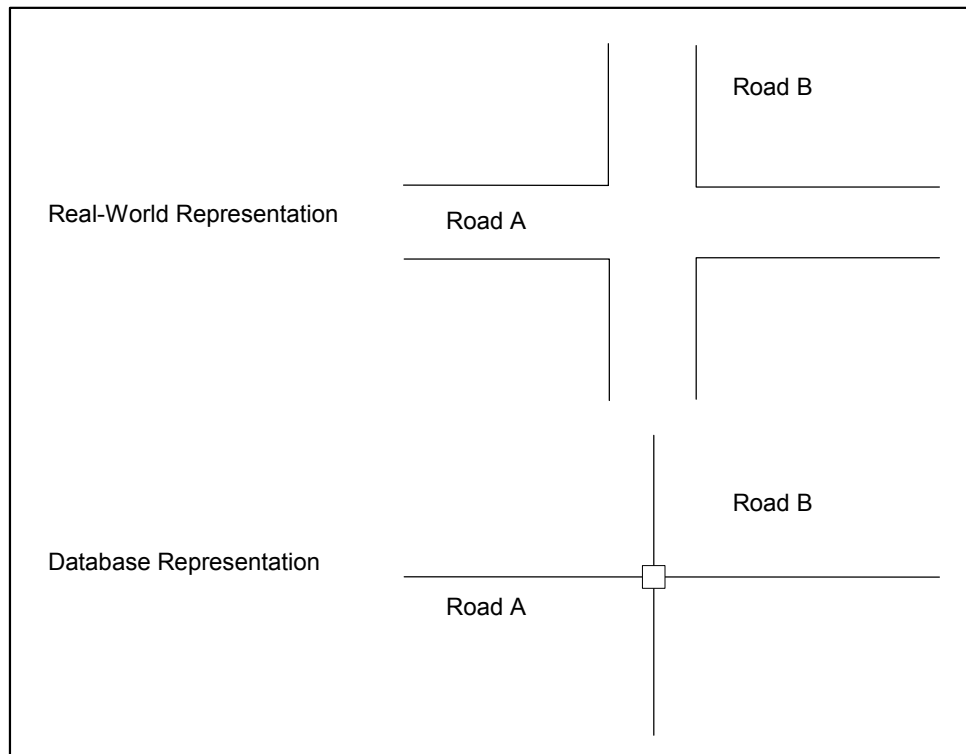 Road B
Real-World Representation
Road A
Road B
Database Representation
Road A